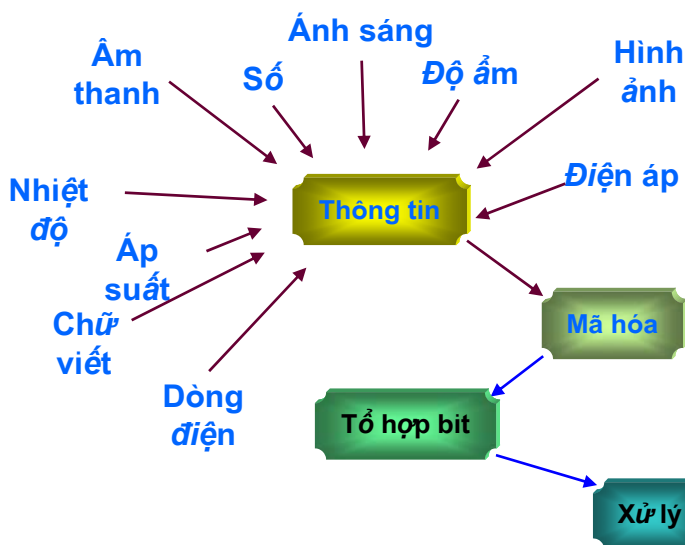 Ánh sáng
Âm
thanh
Số
Độ ẩm
Hình
ảnh
Nhiệt
độ
Thông tin
Điện áp
Áp
suất
Chữ
viết
Mã hóa
Dòng
điện
Tổ hợp bit
Xử lý